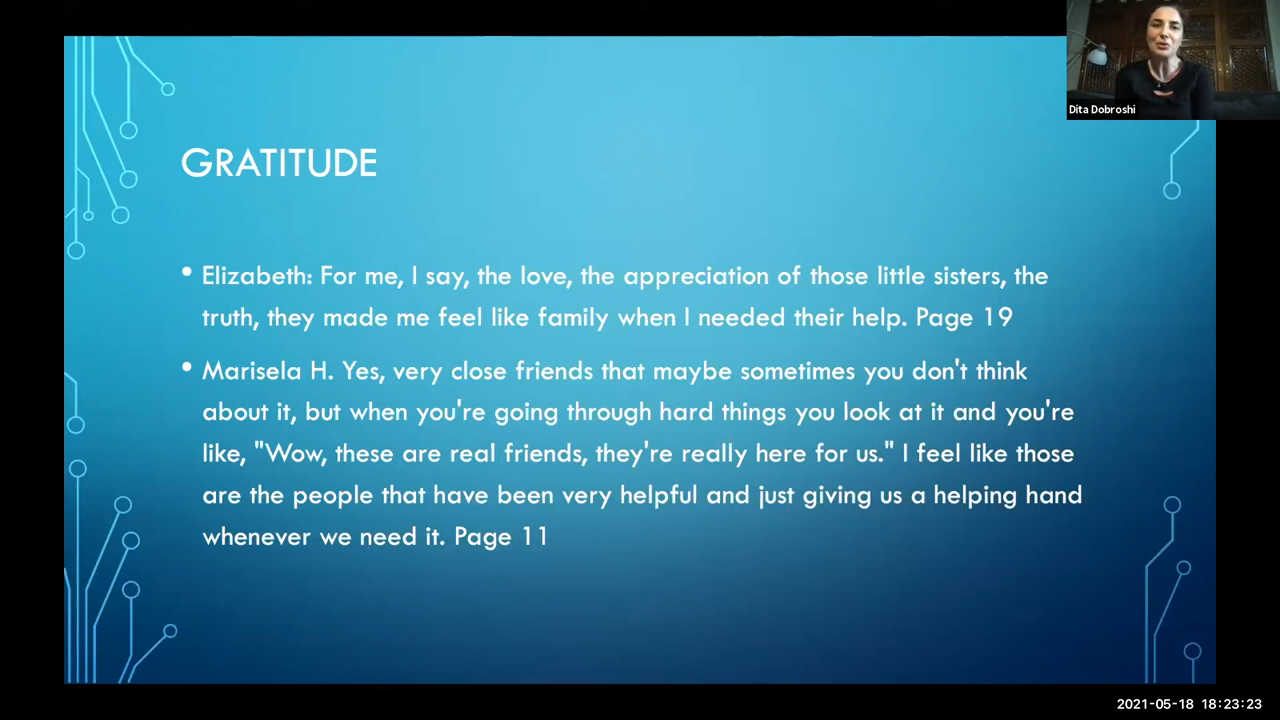 Dita Dobroshi
GRATITUDE
• Elizabeth: For me, I say, the love, the appreciation of those little sisters, the
truth, they made me feel like family when I needed their help. Page 19
• Marisela H. Yes, very close friends that maybe sometimes you don't think
about it, but when you're going through hard things you look at it and you're
like, "Wow, these are real friends, they're really here for us." I feel like those
are the people that have been very helpful and just giving us a helping hand
whenever we need it. Page 11
2021-05-18 18:23:23